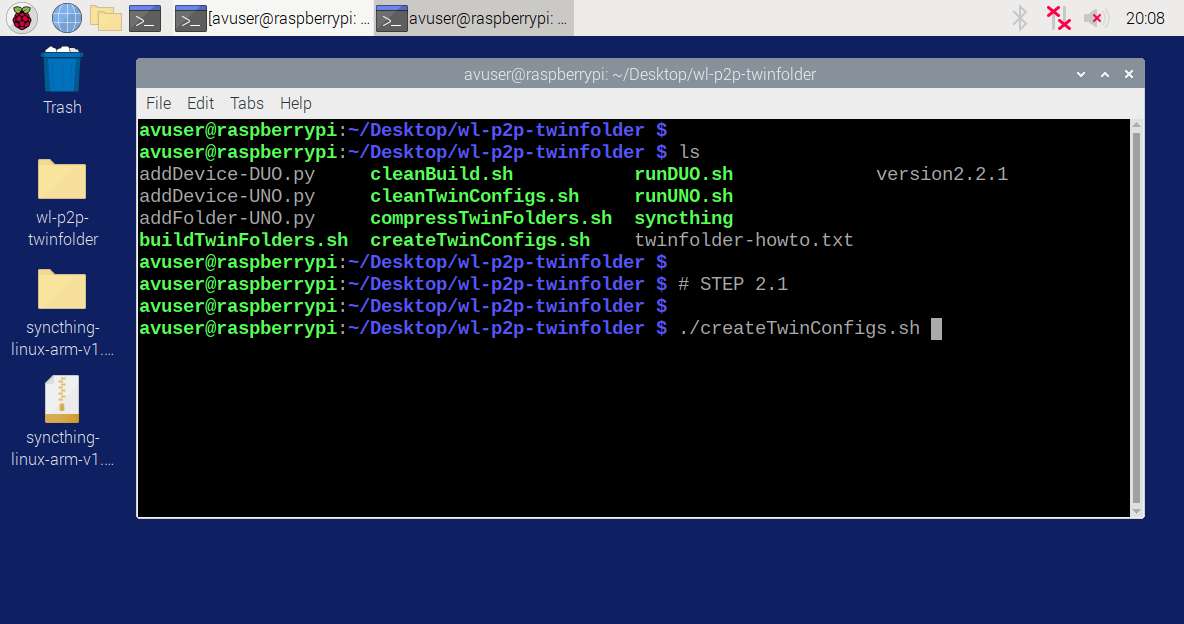 [avuser@raspberrypi: ...
avuser@raspberrypi: ...
20:08
Trash
wl-p2p-
twinfolder
syncthing-
linux-arm-v1....
syncthing-
linux-arm-v1....
avuser@raspberrypi: ~/Desktop/wl-p2p-twinfolder
File Edit Tabs Help
avuser@raspberrypi:~/Desktop/wl-p2p-twinfolder $
avuser@raspberrypi:~/Desktop/wl-p2p-twinfolder $ ls
addDevice-DUO.py cleanBuild.sh runDUO.sh version2.2.1
addDevice-UNO.py cleanTwinConfigs.sh runUNO.sh
addFolder-UNO.py compressTwinFolders.sh syncthing
buildTwinFolders.sh createTwinConfigs.sh twinfolder-howto.txt
avuser@raspberrypi:~/Desktop/wl-p2p-twinfolder $
avuser@raspberrypi:~/Desktop/wl-p2p-twinfolder $ # STEP 2.1
avuser@raspberrypi:~/Desktop/wl-p2p-twinfolder $
avuser@raspberrypi:~/Desktop/wl-p2p-twinfolder $ ./createTwinConfigs.sh